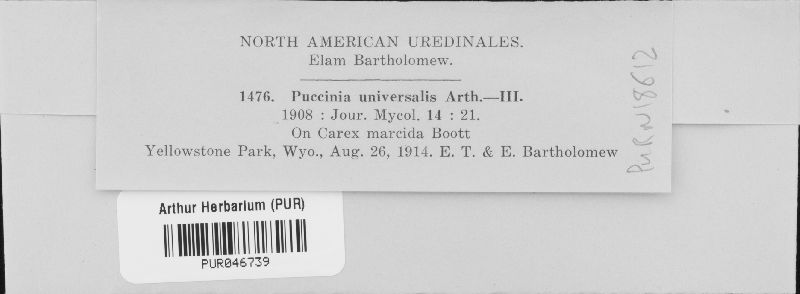 NORTH AMERICAN UREDINALES.
Elam Bartholomew.
1476. Puccinia universalis Arth.—III.
1908 : Jour. Mycol. 14 : 21.
On Carex marcida Boott
Yellowstone Park, Wyo., Aug. 26, 1914. E. T. & E. Bartholomew
PUR N18612
Arthur Herbarium (PUR)
PUR046739